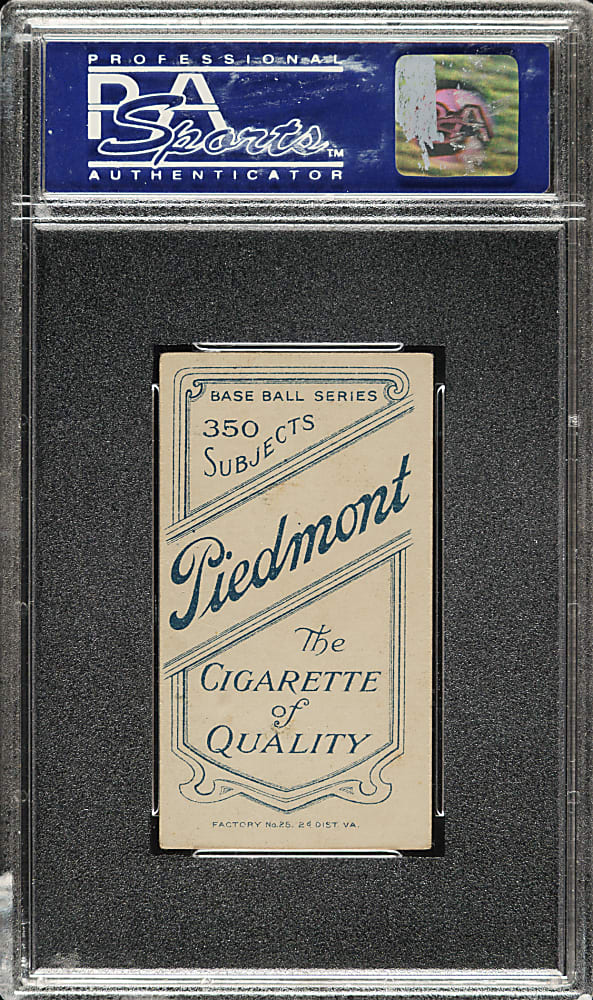 PROFESSIONAL
PSA
Sports™
AUTHENTICATOR
BASE BALL SERIES
350
SUBJECTS
Piedmont
The
CIGARETTE
of
QUALITY
FACTORY No.25. 2d DIST. VA.